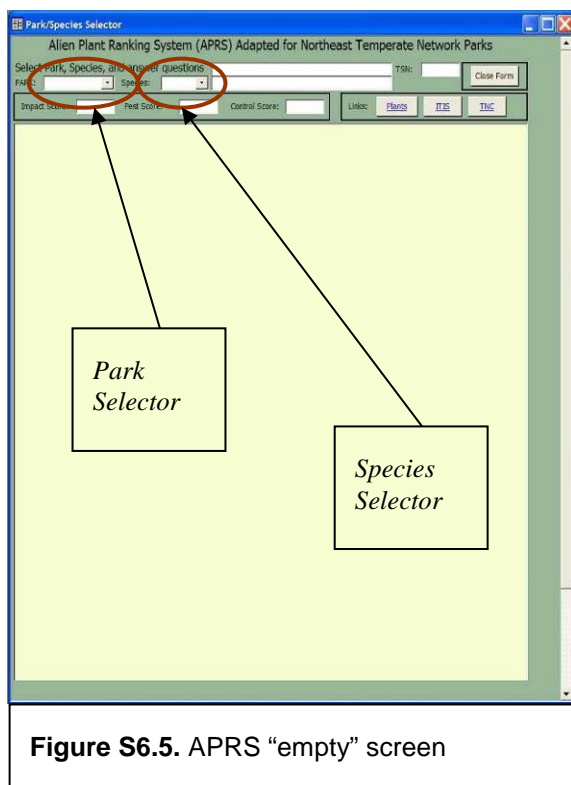 Park/Species Selector
Alien Plant Ranking System (APRS) Adapted for Northeast Temperate Network Parks
Select Park, Species, and answer questions
TSN:
Close Form
PARK: Species:
Impact Score: Pest Score: Control Score: Links: Plants ITIS TNC
Park
Selector
Species
Selector
Figure S6.5. APRS “empty” screen